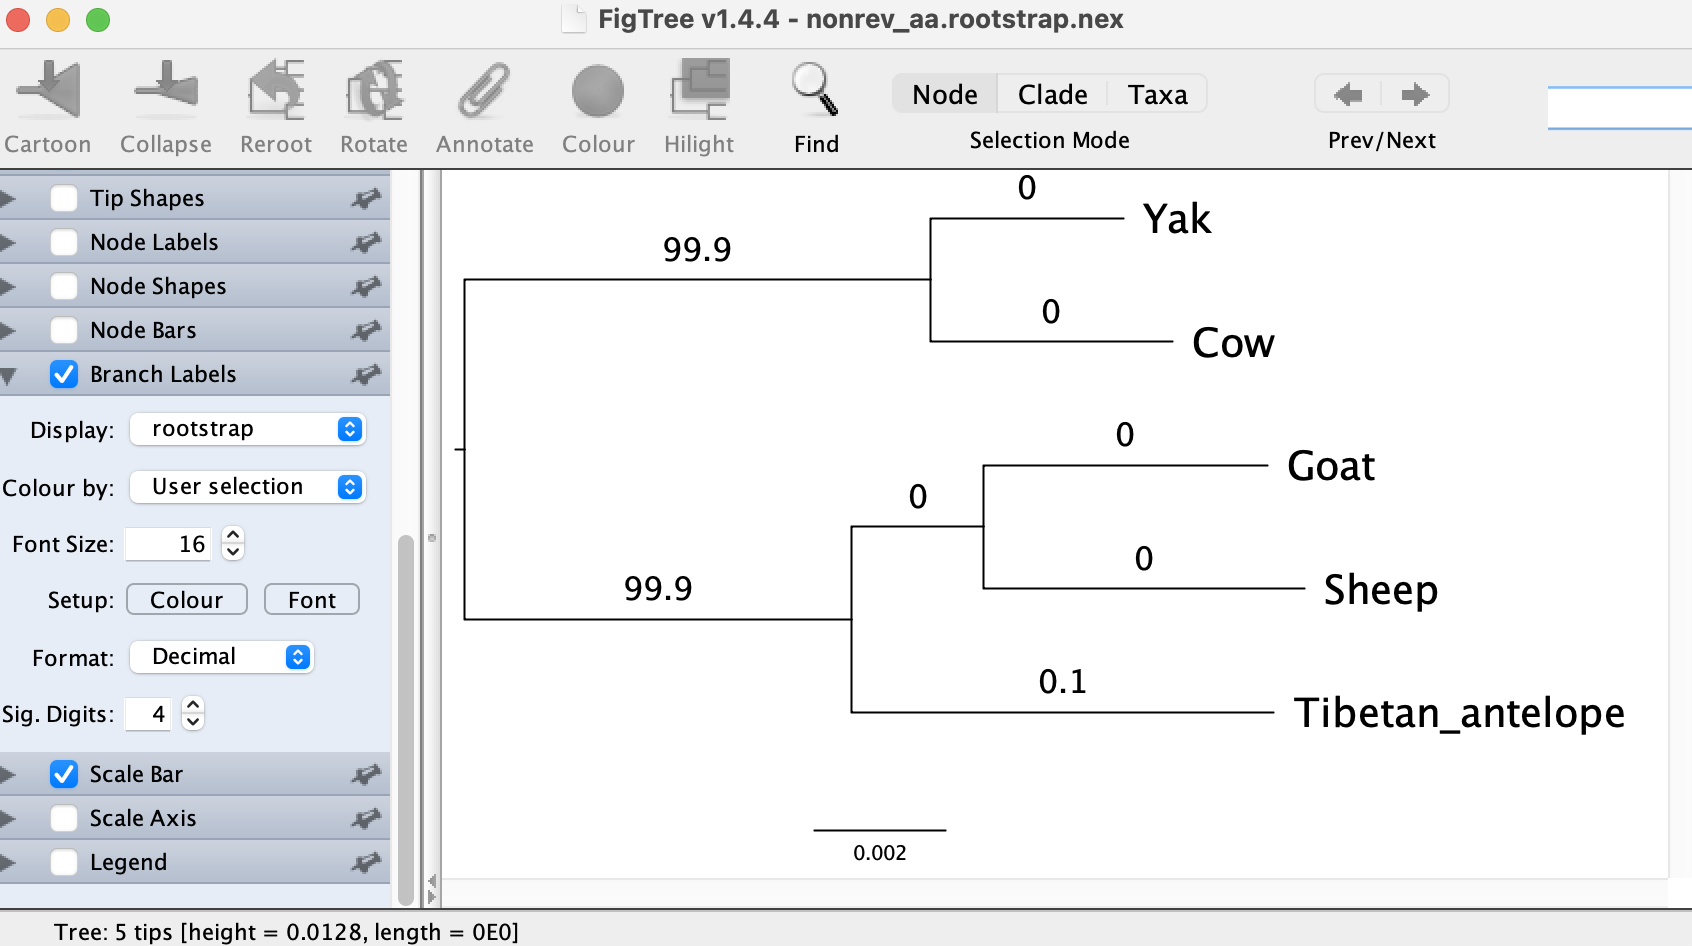 FigTree v1.4.4 - nonrev_aa.rootstrap.nex
Cartoon Collapse Reroot Rotate Annotate Colour Hilight Find
Node Clade Taxa
Selection Mode
Prev/Next
Tip Shapes
Node Labels
Node Shapes
Node Bars
Branch Labels
Display: rootstrap
Colour by: User selection
Font Size: 16
Setup: Colour Font
Format: Decimal
Sig. Digits: 4
Scale Bar
Scale Axis
Legend
0
Yak
99.9
0
Cow
0
Goat
0
0
Sheep
99.9
0.1
Tibetan_antelope
0.002
Tree: 5 tips [height = 0.0128, length = 0E0]